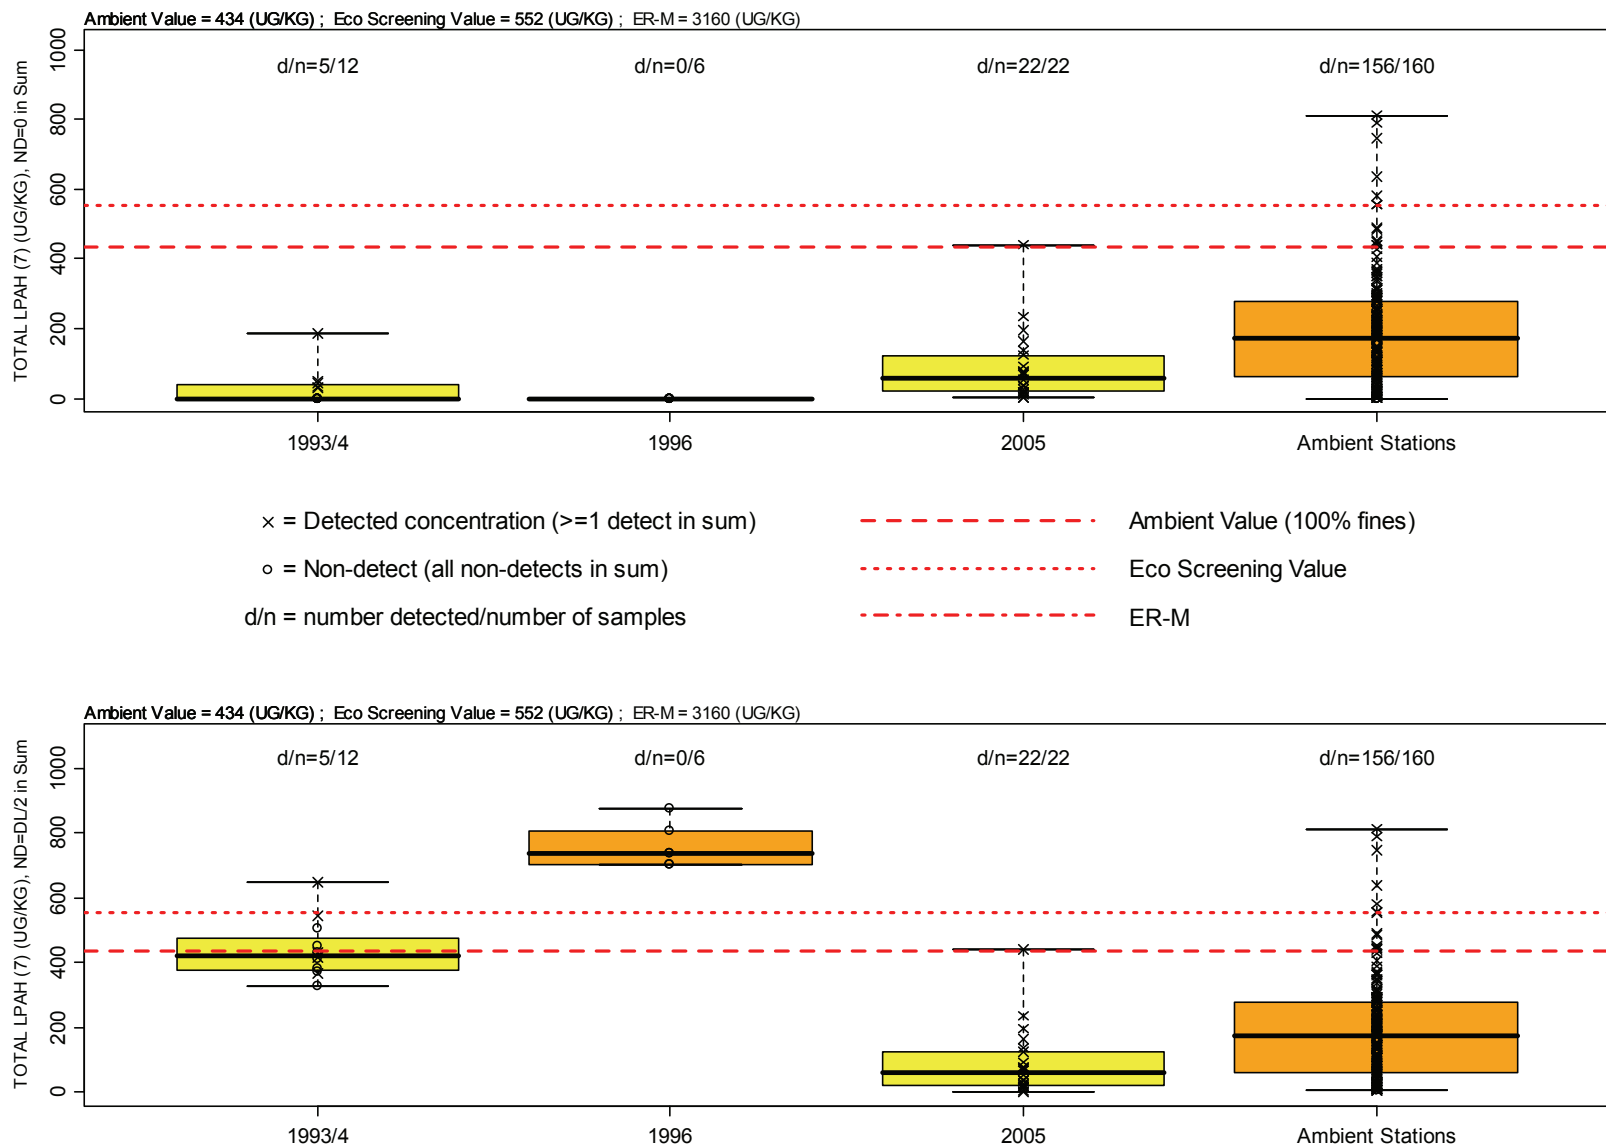 Ambient Value = 434 (UG/KG) ; Eco Screening Value = 552 (UG/KG) ; ER-M = 3160 (UG/KG)
TOTAL LPAH (7) (UG/KG), ND=0 in Sum
1000
800
600
400
200
0
d/n=5/12 d/n=0/6 d/n=22/22 d/n=156/160
1993/4 1996 2005 Ambient Stations
× = Detected concentration (>=1 detect in sum) Ambient Value (100% fines)
o = Non-detect (all non-detects in sum) Eco Screening Value
d/n = number detected/number of samples ER-M
Ambient Value = 434 (UG/KG) ; Eco Screening Value = 552 (UG/KG) ; ER-M = 3160 (UG/KG)
TOTAL LPAH (7) (UG/KG), ND=DL/2 in Sum
1000
800
600
400
200
0
d/n=5/12 d/n=0/6 d/n=22/22 d/n=156/160
1993/4 1996 2005 Ambient Stations